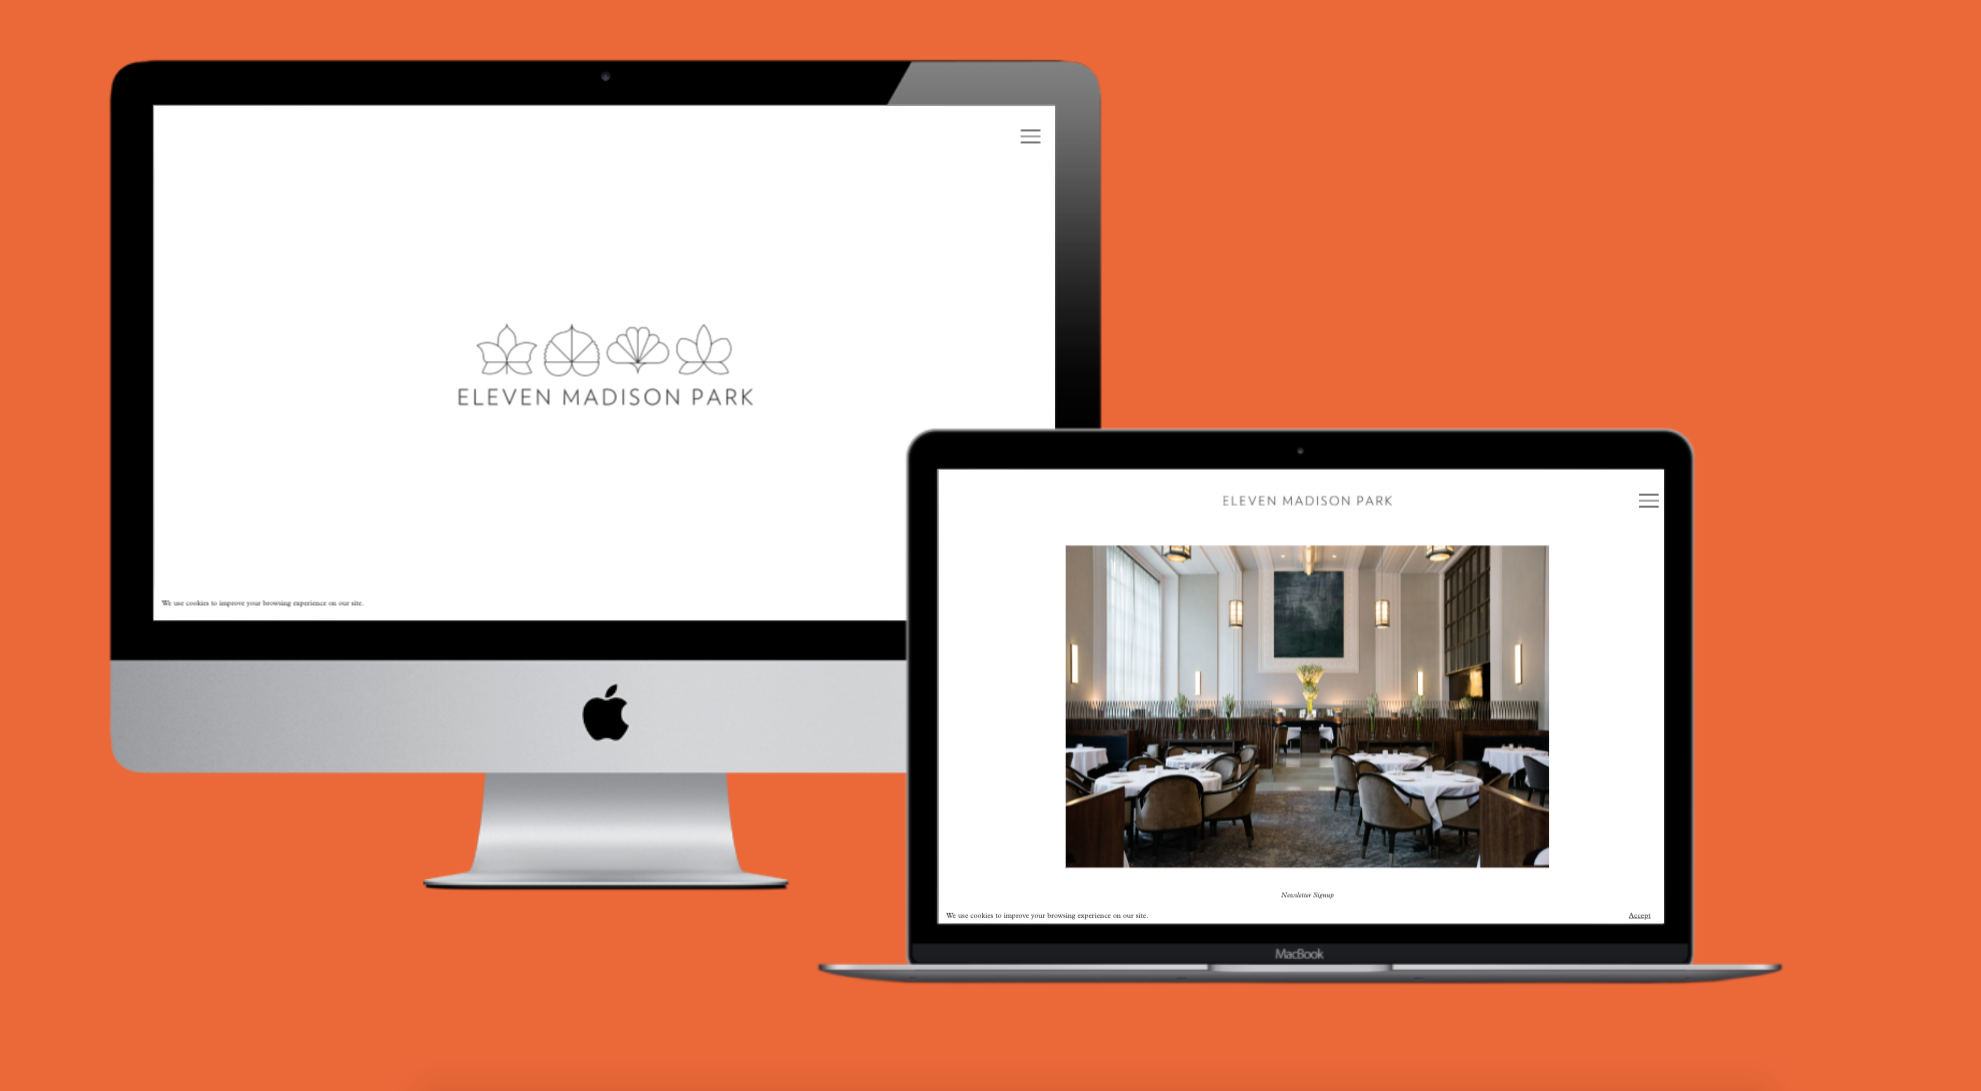 ELEVEN MADISON PARK
We use cookies to improve your browsing experience on our site.
ELEVEN MADISON PARK
Newsletter Signup
We use cookies to improve your browsing experience on our site.
Accept
MacBook